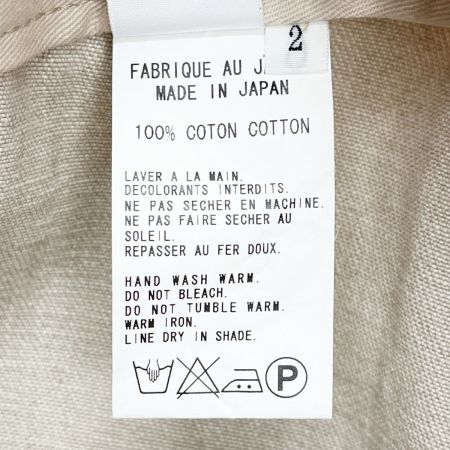 2
FABRIQUE AU
MADE IN JAPAN
100% COTON COTTON
LAVER A LA MAIN.
DECOLORANTS INTERDITS.
NE PAS SECHER EN MACHINE.
NE PAS FAIRE SECHER AU
SOLEIL.
REPASSER AU FER DOUX.
HAND WASH WARM.
DO NOT BLEACH.
DO NOT TUMBLE WARM.
WARM IRON.
LINE DRY IN SHADE.
P